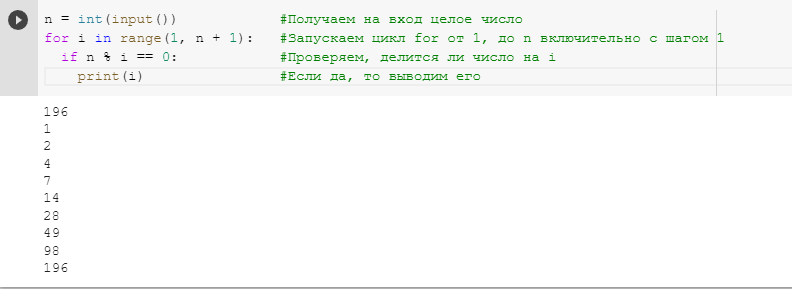 n = int(input())             #Получаем на вход целое число
for i in range(1, n + 1):   #Запускаем цикл for от 1, до n включительно с шагом 1
  if n % i == 0:            #Проверяем, делится ли число на i
    print(i)                #Если да, то выводим его
196
1
2
4
7
14
28
49
98
196